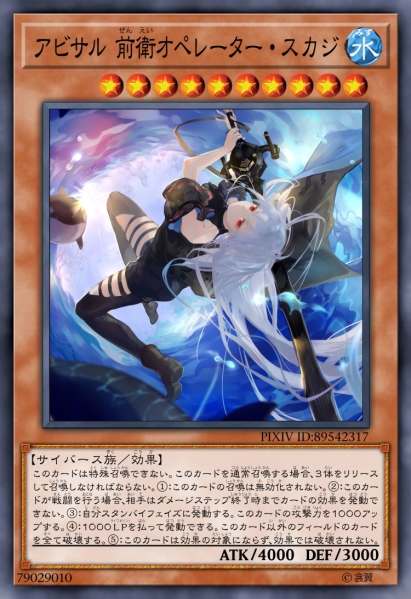 アビサル 前衛オペレーター・スカジ
ぜん えい
みず
水
PIXIV ID:89542317
【サイバース族／効果】
このカードは特殊召喚できない。このカードを通常召喚する場合、3体をリリース
して召喚しなければならない。①：このカードの召喚は無効化されない。②：このカー
ドが戦闘を行う場合、相手はダメージステップ終了時までカードの効果を発動で
きない。③：自分スタンバイフェイズに発動する。このカードの攻撃力を1000アッ
プする。④：1000LPを払って発動できる。このカード以外のフィールドのカード
を全て破壊する。⑤：このカードは効果の対象にならず、効果では破壊されない。
ATK/4000 DEF/3000
79029010